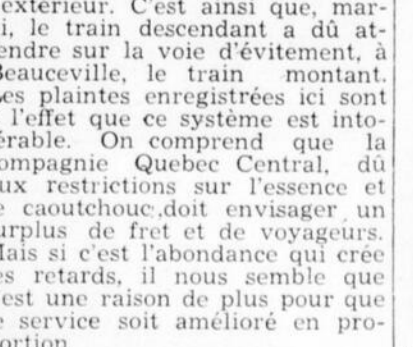 extérieur. C'est ainsi que, mar-
i, le train descendant a dû at-
endre sur la voie d'évitement, à
Beauceville, le train montant.
es plaintes enregistrées ici sont
l'effet que ce système est into-
érable. On comprend que la
ompagnie Quebec Central, dû
ux restrictions sur l'essence et
e caoutchouc,doit envisager un
urplus de fret et de voyageurs.
Mais si c'est l'abondance qui crée
es retards, il nous semble que
'est une raison de plus pour que
e service soit amélioré en pro-
ortion